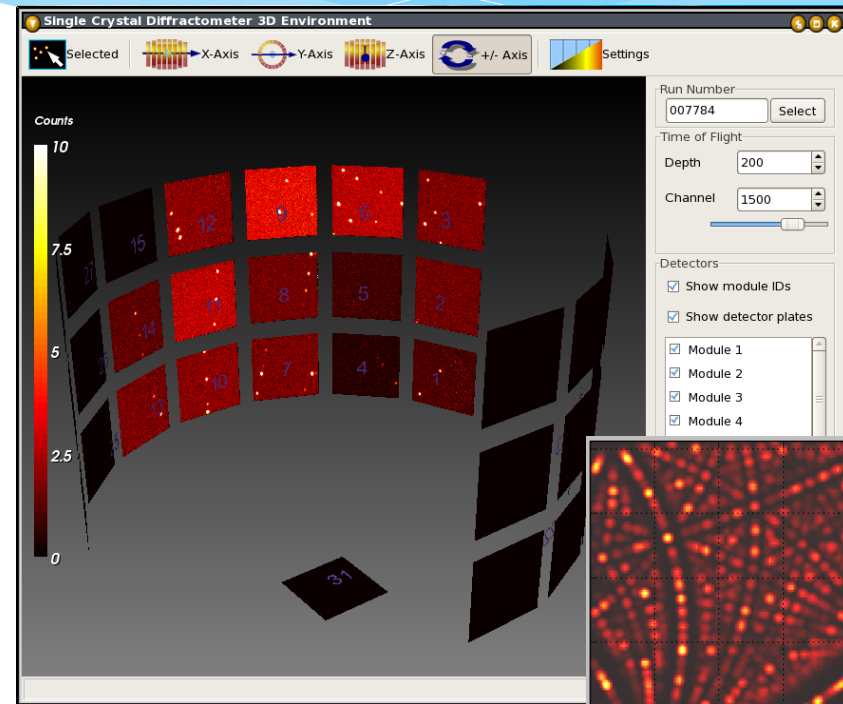 Single Crystal Diffractometer 3D Environment
Selected X-Axis Y-Axis Z-Axis +/- Axis Settings
Run Number
007784 Select
Time of Flight
Depth 200
Channel 1500
Detectors
Show module IDs
Show detector plates
Module 1
Module 2
Module 3
Module 4
Counts
10
7.5
5
2.5
0
27 15 12 9 6 3
14 11 8 5 2
13 10 7 4 1
31